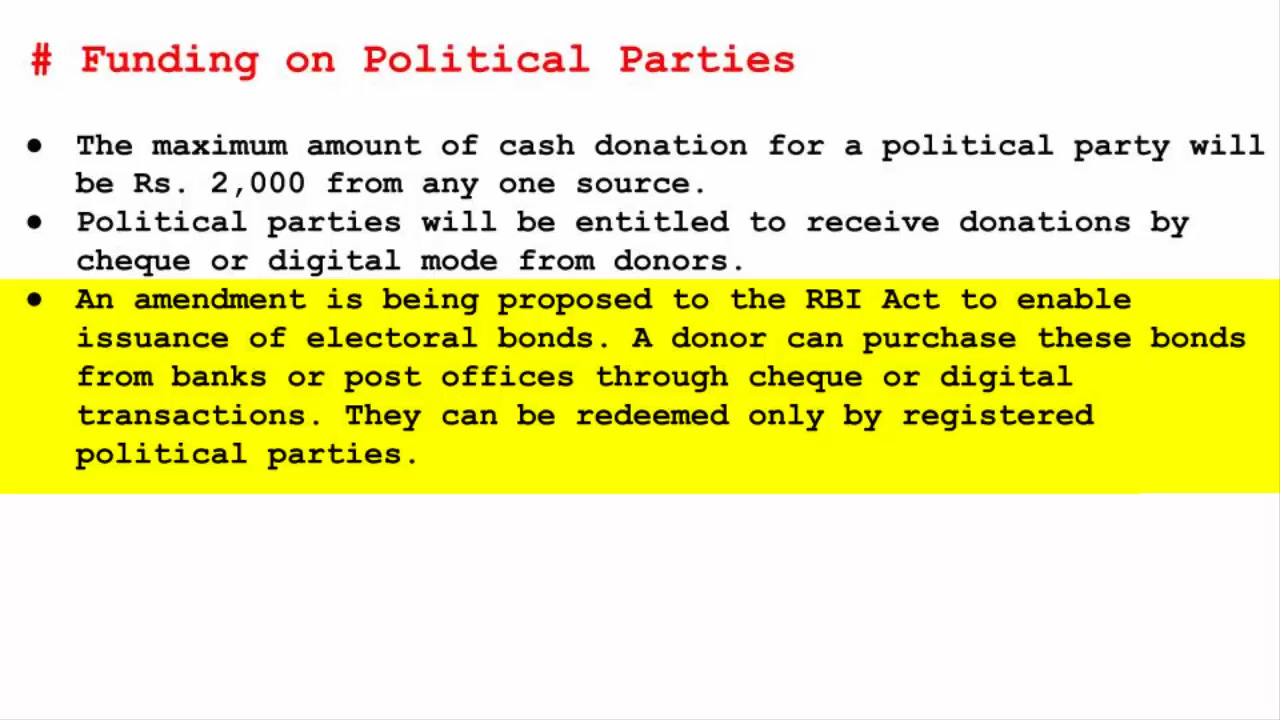 # Funding on Political Parties
● The maximum amount of cash donation for a political party will
be Rs. 2,000 from any one source.
● Political parties will be entitled to receive donations by
cheque or digital mode from donors.
● An amendment is being proposed to the RBI Act to enable
issuance of electoral bonds. A donor can purchase these bonds
from banks or post offices through cheque or digital
transactions. They can be redeemed only by registered
political parties.